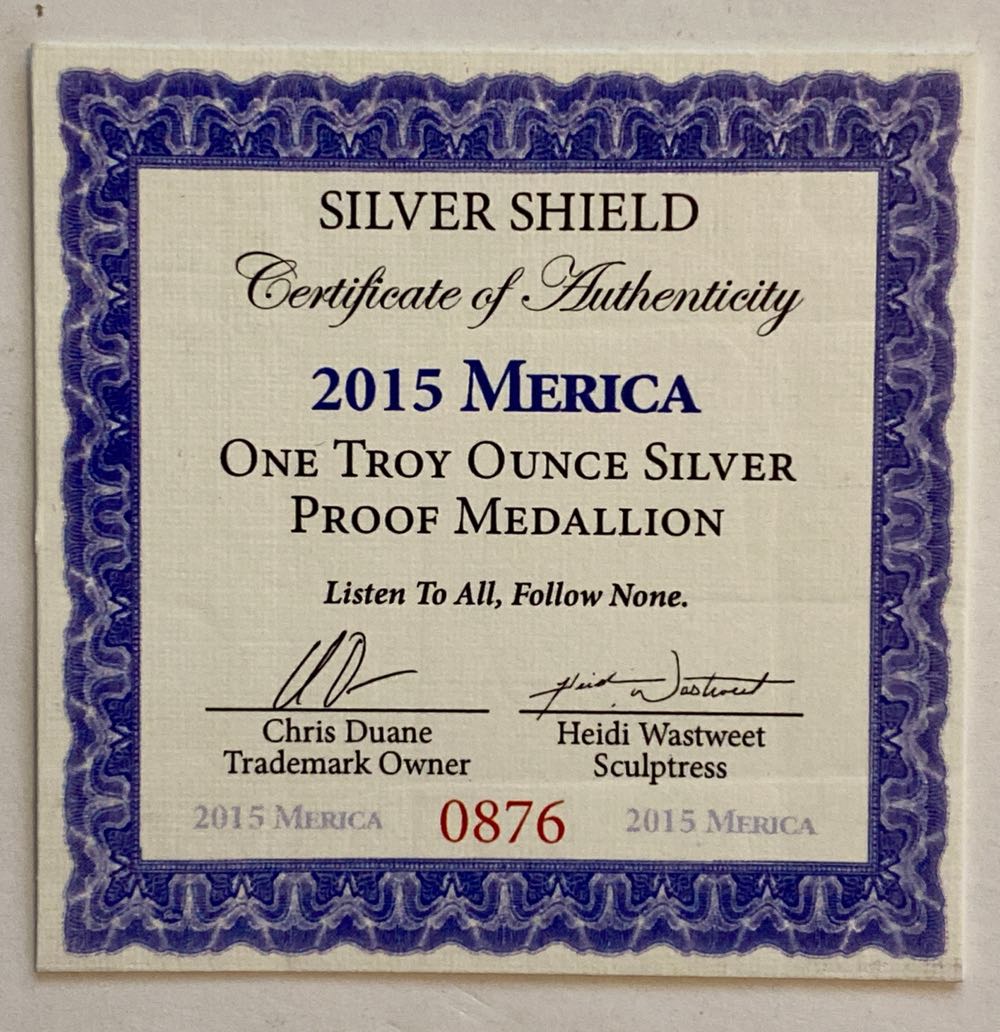 SILVER SHIELD
Certificate of Authenticity
2015 MERICA
ONE TROY OUNCE SILVER
PROOF MEDALLION
Listen To All, Follow None.
Chris Duane Heidi Wastweet
Trademark Owner Sculptress
2015 MERICA 0876 2015 MERICA